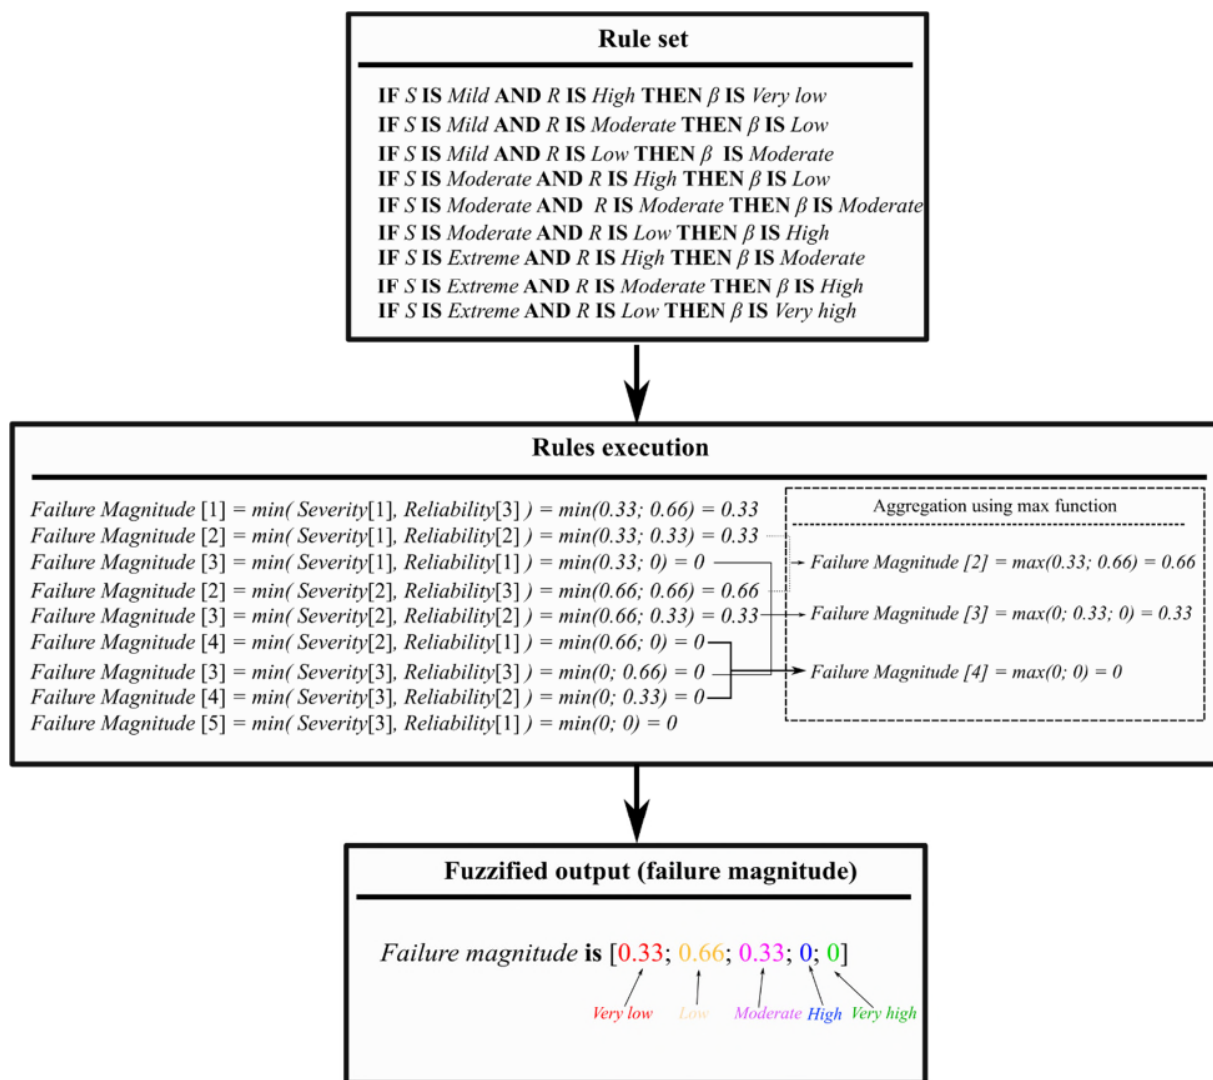 Rule set
IF S IS Mild AND R IS High THEN β IS Very low
IF S IS Mild AND R IS Moderate THEN β IS Low
IF S IS Mild AND R IS Low THEN β IS Moderate
IF S IS Moderate AND R IS High THEN β IS Low
IF S IS Moderate AND R IS Moderate THEN β IS Moderate
IF S IS Moderate AND R IS Low THEN β IS High
IF S IS Extreme AND R IS High THEN β IS Moderate
IF S IS Extreme AND R IS Moderate THEN β IS High
IF S IS Extreme AND R IS Low THEN β IS Very high
Rules execution
Failure Magnitude [1] = min( Severity[1], Reliability[3] ) = min(0.33; 0.66) = 0.33
Failure Magnitude [2] = min( Severity[1], Reliability[2] ) = min(0.33; 0.33) = 0.33
Failure Magnitude [3] = min( Severity[1], Reliability[1] ) = min(0.33; 0) = 0
Failure Magnitude [2] = min( Severity[2], Reliability[3] ) = min(0.66; 0.66) = 0.66
Failure Magnitude [3] = min( Severity[2], Reliability[2] ) = min(0.66; 0.33) = 0.33
Failure Magnitude [4] = min( Severity[2], Reliability[1] ) = min(0.66; 0) = 0
Failure Magnitude [3] = min( Severity[3], Reliability[3] ) = min(0; 0.66) = 0
Failure Magnitude [4] = min( Severity[3], Reliability[2] ) = min(0; 0.33) = 0
Failure Magnitude [5] = min( Severity[3], Reliability[1] ) = min(0; 0) = 0
Aggregation using max function
Failure Magnitude [2] = max(0.33; 0.66) = 0.66
Failure Magnitude [3] = max(0; 0.33; 0) = 0.33
Failure Magnitude [4] = max(0; 0) = 0
Fuzzified output (failure magnitude)
Failure magnitude is [0.33; 0.66; 0.33; 0; 0]
Very low Low Moderate High Very high